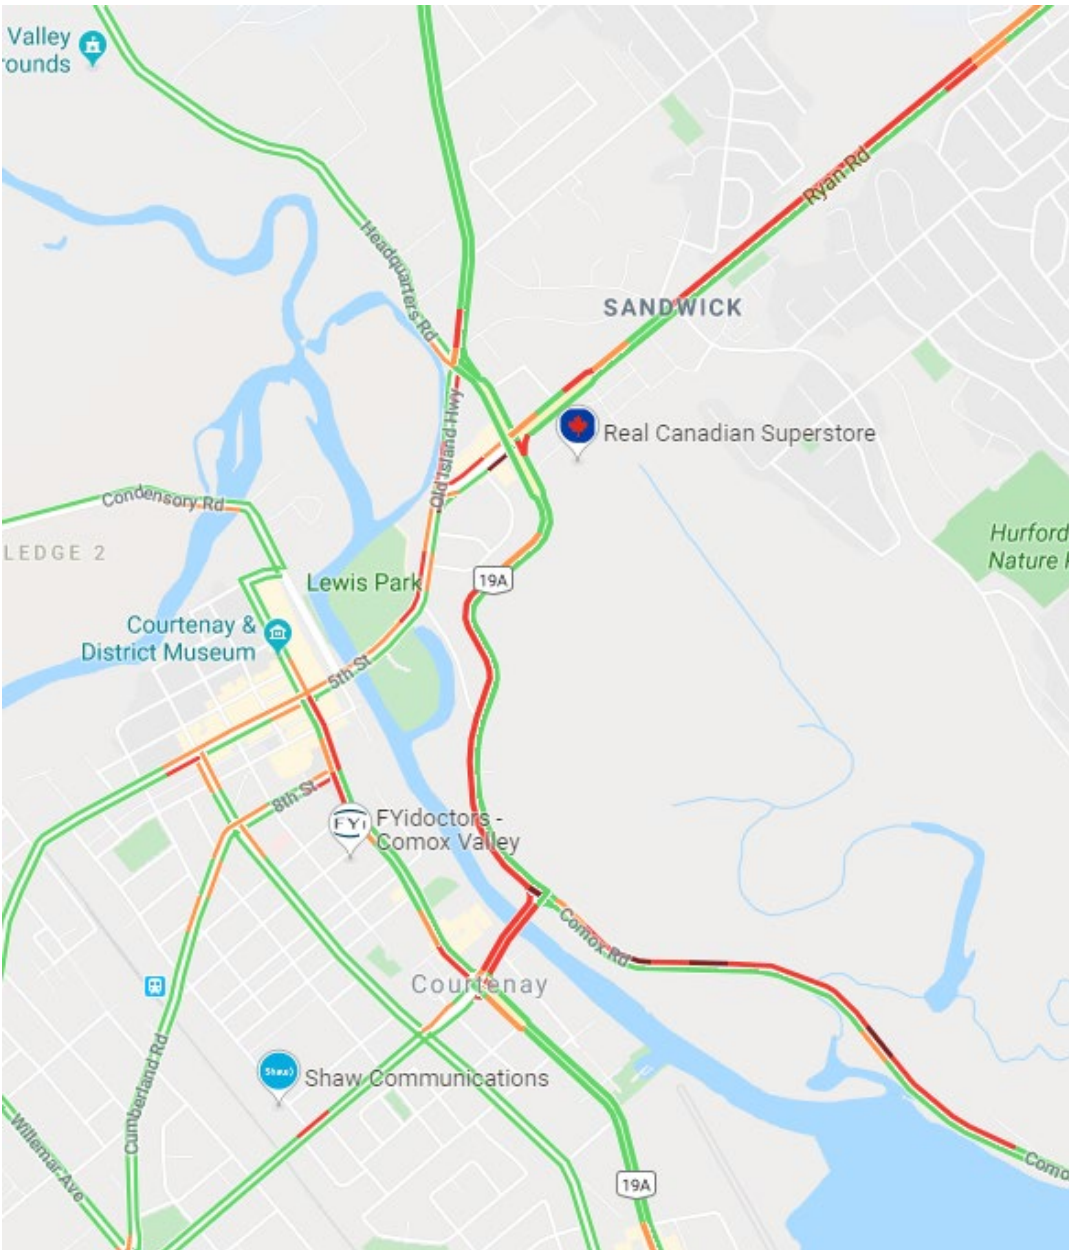 Valley
rounds
Ryan Rd
Headquarters Rd
SANDWICK
Old Island Hwy
Real Canadian Superstore
Condensory Rd
LEDGE 2
Hurford
Nature
Lewis Park
19A
Courtenay &
District Museum
5th St
8th St
FYi
FYidoctors -
Comox Valley
Comox Rd
Courtenay
Shaw)
Shaw Communications
Cumberland Rd
Willemar Ave
Como
19A